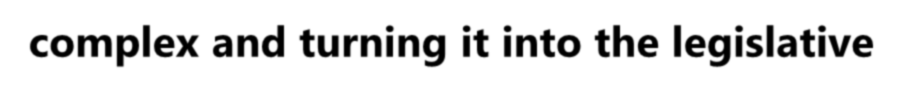 complex and turning it into the legislative